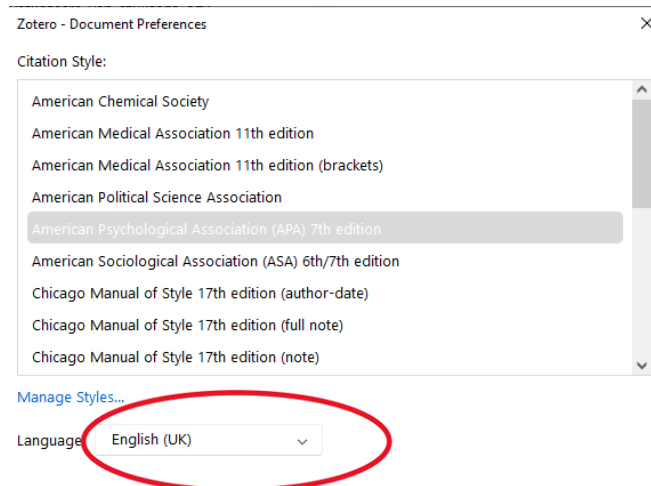 Zotero - Document Preferences
Citation Style:
American Chemical Society
American Medical Association 11th edition
American Medical Association 11th edition (brackets)
American Political Science Association
American Psychological Association (APA) 7th edition
American Sociological Association (ASA) 6th/7th edition
Chicago Manual of Style 17th edition (author-date)
Chicago Manual of Style 17th edition (full note)
Chicago Manual of Style 17th edition (note)
Manage Styles...
Language English (UK)